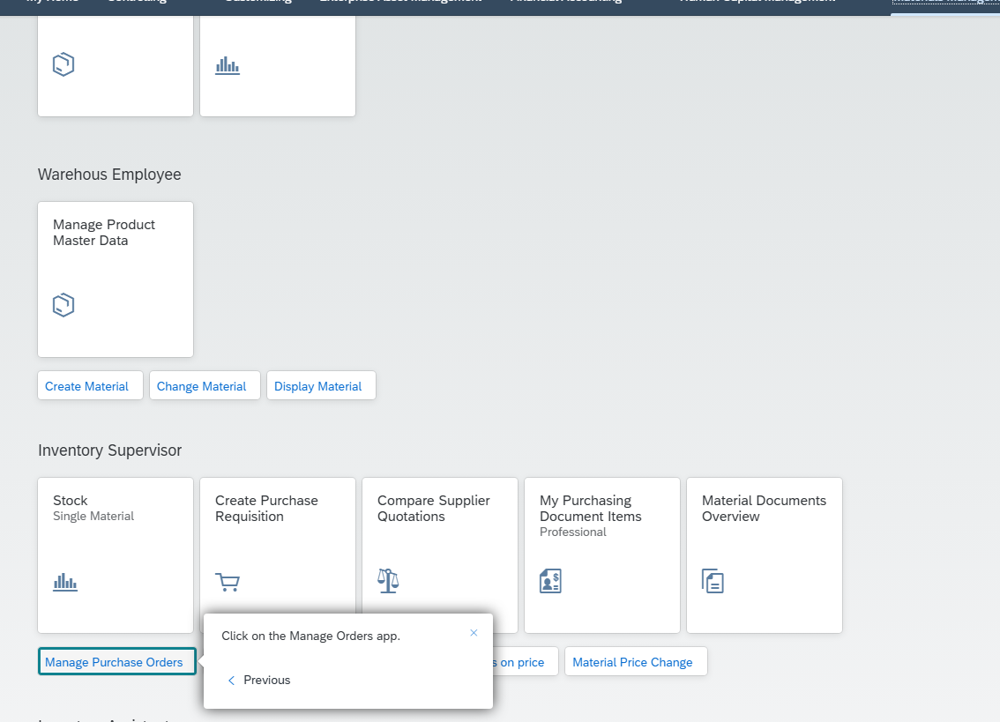 My Home Controlling Customizing Enterprise Asset Management Financial Accounting Human Capital Management
Warehous Employee
Manage Product
Master Data
Create Material Change Material Display Material
Inventory Supervisor
Stock
Single Material
Create Purchase
Requisition
Compare Supplier
Quotations
My Purchasing
Document Items
Professional
Material Documents
Overview
Click on the Manage Orders app.
Manage Purchase Orders
s on price
Material Price Change
Previous